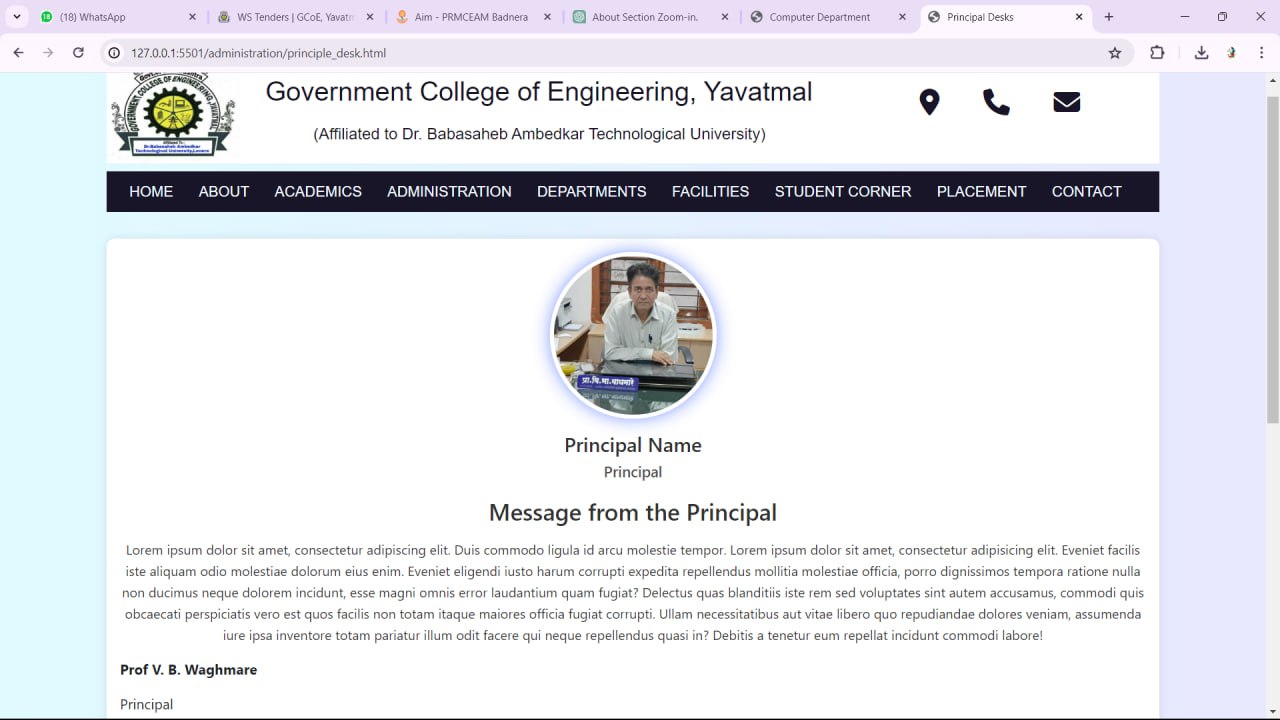 (18) WhatsApp
WS Tenders | GCoE, Yavatm
Aim - PRMCEAM Badnera
About Section Zoom-in.
Computer Department
Principal Desks
127.0.0.1:5501/administration/principle_desk.html
GOVERNMENT COLLEGE OF ENGINEERING, YAVATMAL
Affiliated To :
Dr.Babasaheb Ambedkar
Technological University,Lonere
Government College of Engineering, Yavatmal
(Affiliated to Dr. Babasaheb Ambedkar Technological University)
HOME ABOUT ACADEMICS ADMINISTRATION DEPARTMENTS FACILITIES STUDENT CORNER PLACEMENT CONTACT
प्रा.वि.भा.वाघमारे
Principal Name
Principal
Message from the Principal
Lorem ipsum dolor sit amet, consectetur adipiscing elit. Duis commodo ligula id arcu molestie tempor. Lorem ipsum dolor sit amet, consectetur adipisicing elit. Eveniet facilis
iste aliquam odio molestiae dolorum eius enim. Eveniet eligendi iusto harum corrupti expedita repellendus mollitia molestiae officia, porro dignissimos tempora ratione nulla
non ducimus neque dolorem incidunt, esse magni omnis error laudantium quam fugiat? Delectus quas blanditiis iste rem sed voluptates sint autem accusamus, commodi quis
obcaecati perspiciatis vero est quos facilis non totam itaque maiores officia fugiat corrupti. Ullam necessitatibus aut vitae libero quo repudiandae dolores veniam, assumenda
iure ipsa inventore totam pariatur illum odit facere qui neque repellendus quasi in? Debitis a tenetur eum repellat incidunt commodi labore!
Prof V. B. Waghmare
Principal